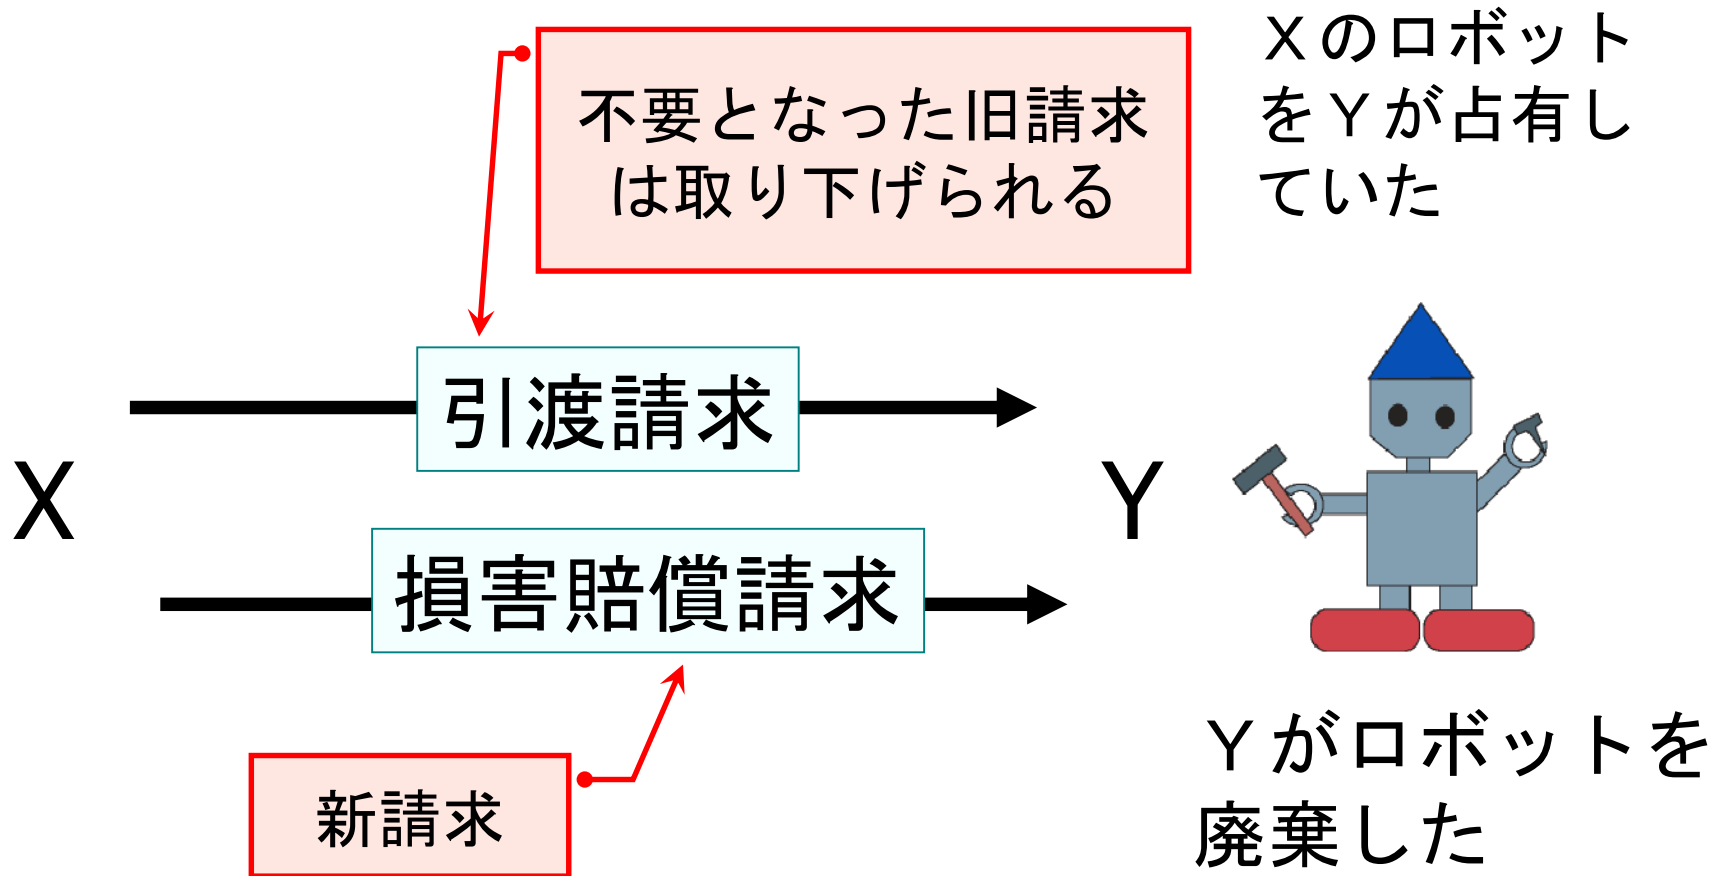 不要となった旧請求
は取り下げられる
Ｘのロボット
をＹが占有し
ていた
引渡請求
X
Y
損害賠償請求
新請求
Ｙがロボットを
廃棄した